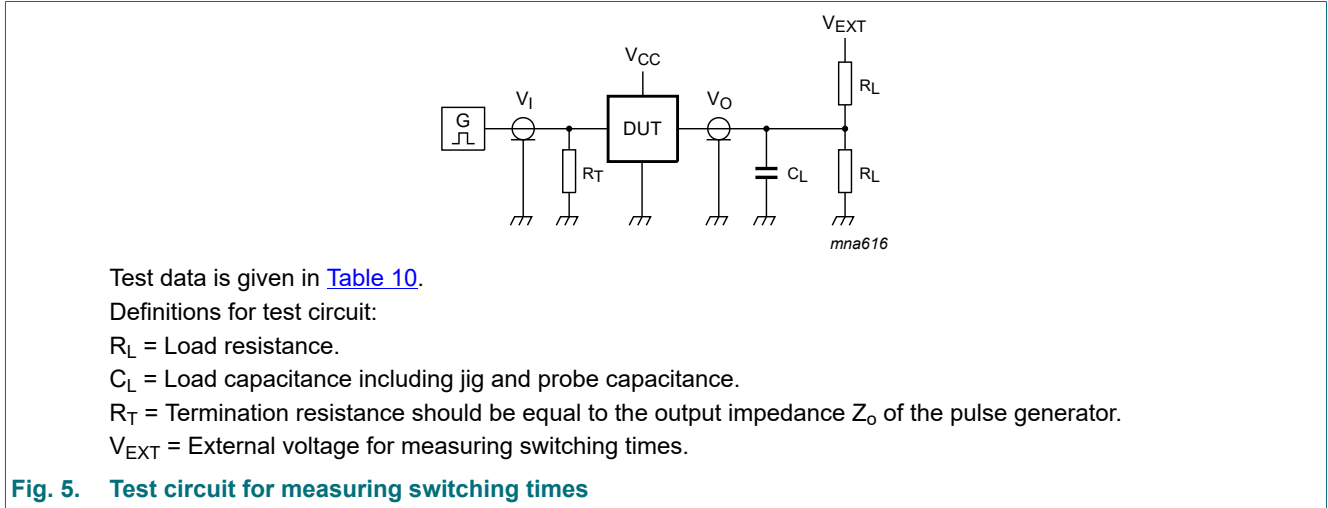 VEXT
VCC
RL
VI
VO
G
DUT
RT
CL
RL
mna616
Test data is given in Table 10.
Definitions for test circuit:
RL = Load resistance.
CL = Load capacitance including jig and probe capacitance.
RT = Termination resistance should be equal to the output impedance Zo of the pulse generator.
VEXT = External voltage for measuring switching times.
Fig. 5. Test circuit for measuring switching times